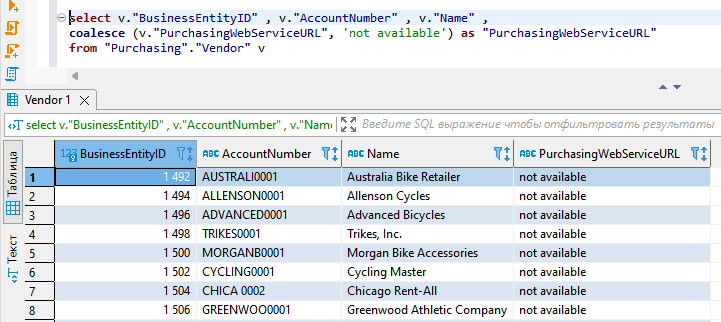 select v."BusinessEntityID" , v."AccountNumber" , v."Name" ,
coalesce (v."PurchasingWebServiceURL", 'not available') as "PurchasingWebServiceURL"
from "Purchasing"."Vendor" v
Vendor 1
select v."BusinessEntityID" , v."AccountNumber" , v."Name Введите SQL выражение чтобы отфильтровать результаты
Таблица
Текст
123 BusinessEntityID ABC AccountNumber ABC Name ABC PurchasingWebServiceURL
1 1 492 AUSTRALI0001 Australia Bike Retailer not available
2 1 494 ALLENSON0001 Allenson Cycles not available
3 1 496 ADVANCED0001 Advanced Bicycles not available
4 1 498 TRIKES0001 Trikes, Inc. not available
5 1 500 MORGANB0001 Morgan Bike Accessories not available
6 1 502 CYCLING0001 Cycling Master not available
7 1 504 CHICA 0002 Chicago Rent-All not available
8 1 506 GREENWOO0001 Greenwood Athletic Company not available